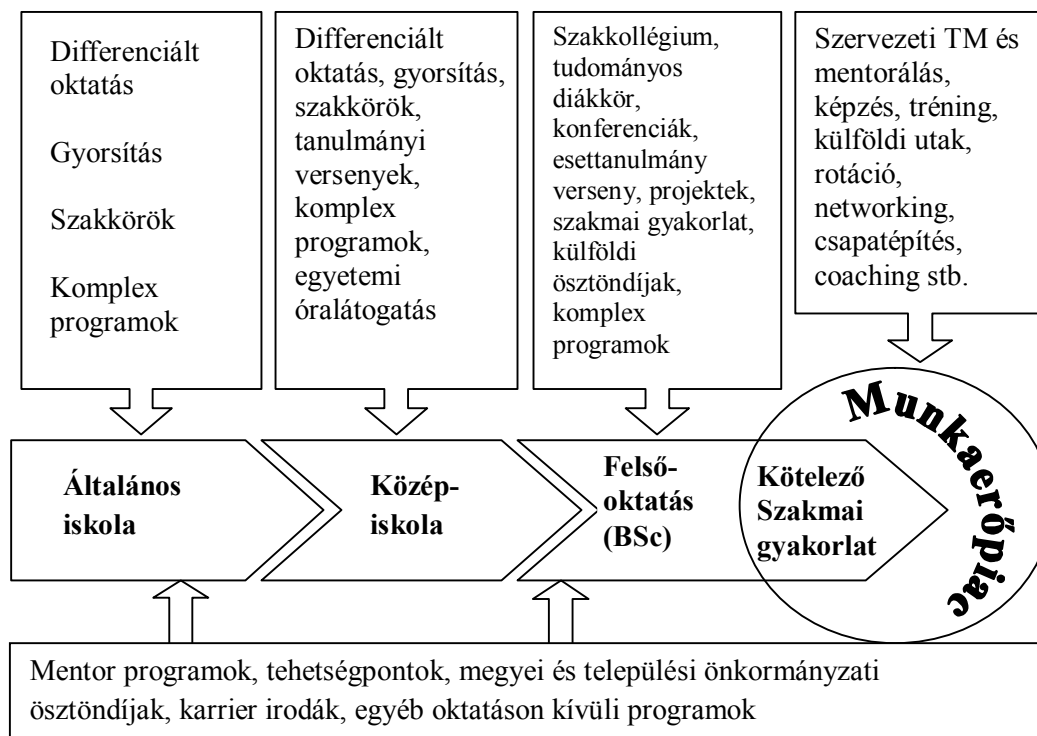 Differenciált
oktatás
Gyorsítás
Szakkörök
Komplex
programok
Differenciált
oktatás, gyorsítás,
szakkörök,
tanulmányi
versenyek,
komplex
programok,
egyetemi
óralátogatás
Szakkollégium,
tudományos
diákkör,
konferenciák,
esettanulmány
verseny, projektek,
szakmai gyakorlat,
külföldi
ösztöndíjak,
komplex
programok
Szervezeti TM és
mentorálás,
képzés, tréning,
külföldi utak,
rotáció,
networking,
csapatépítés,
coaching stb.
Általános
iskola
Közép-
iskola
Felső-
oktatás
(BSc)
Kötelező
Szakmai
gyakorlat
Munkaerőpiac
Mentor programok, tehetségpontok, megyei és települési önkormányzati
ösztöndíjak, karrier irodák, egyéb oktatáson kívüli programok